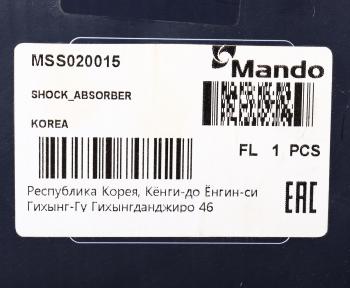 MSS020015
Mando
SHOCK_ABSORBER
KOREA
FL 1 PCS
Республика Корея, Кёнги-до Ёнгин-си
Гихынг-Гу Гихынгданджиро 46
EAC